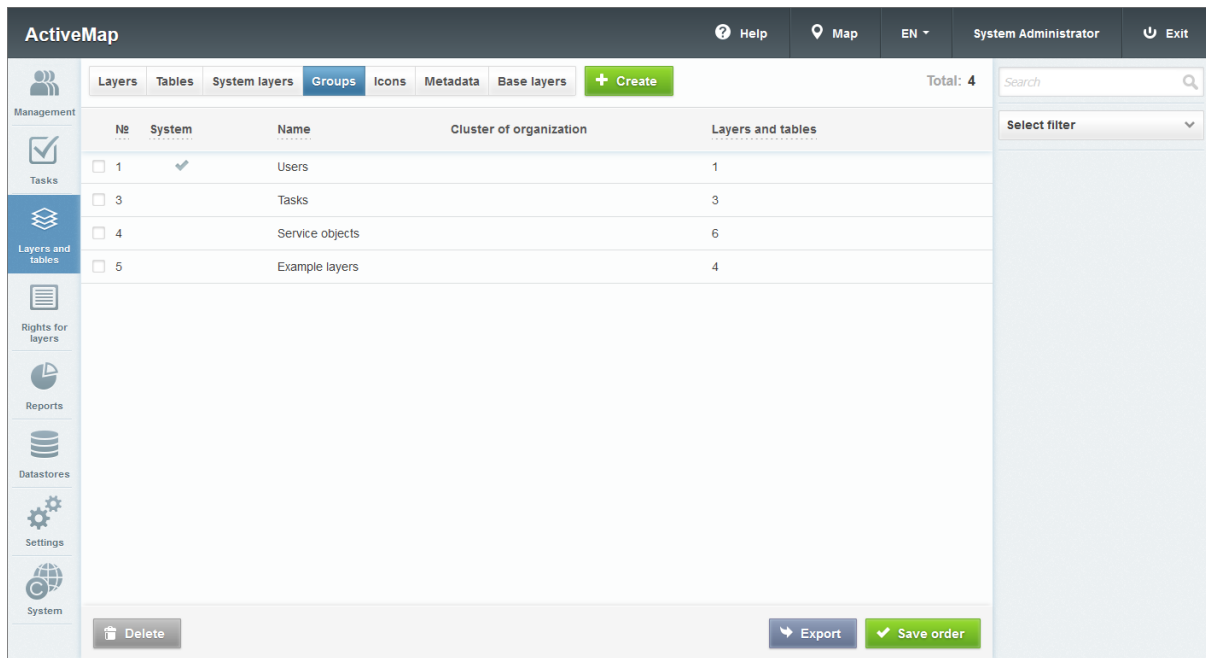 ActiveMap
Help Map EN System Administrator Exit
Layers Tables System layers Groups Icons Metadata Base layers Create Total: 4 Search
Management
Tasks
Layers and
tables
Rights for
layers
Reports
Datastores
Settings
System
Select filter
№ System Name Cluster of organization Layers and tables
1 Users 1
3 Tasks 3
4 Service objects 6
5 Example layers 4
Delete Export Save order